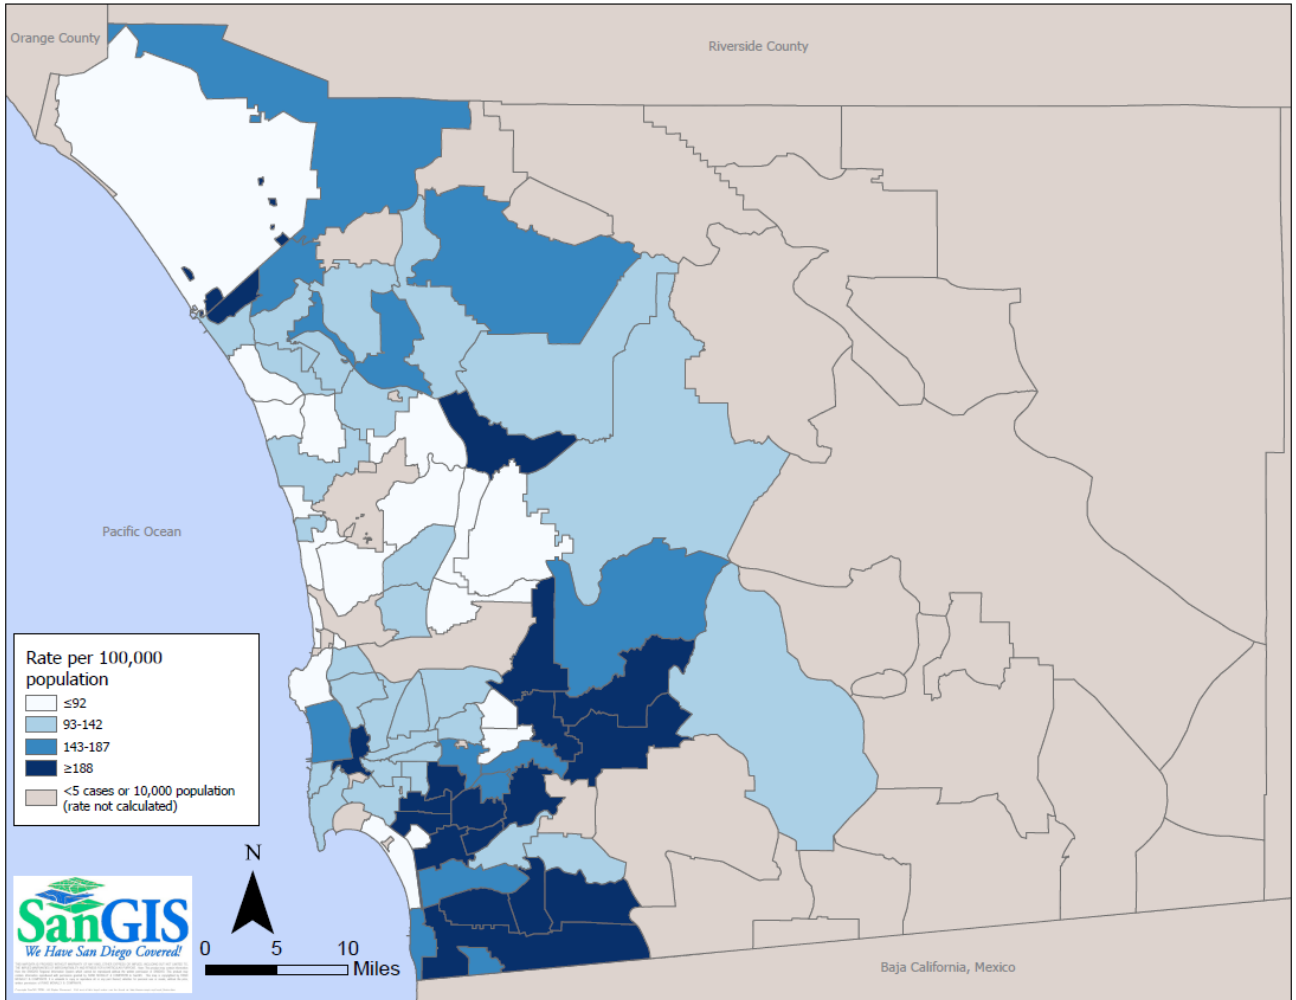 Orange County
Riverside County
Pacific Ocean
Rate per 100,000
population
≤92
93-142
143-187
≥188
<5 cases or 10,000 population
(rate not calculated)
N
0 5 10
Miles
SanGIS
We Have San Diego Covered!
Baja California, Mexico